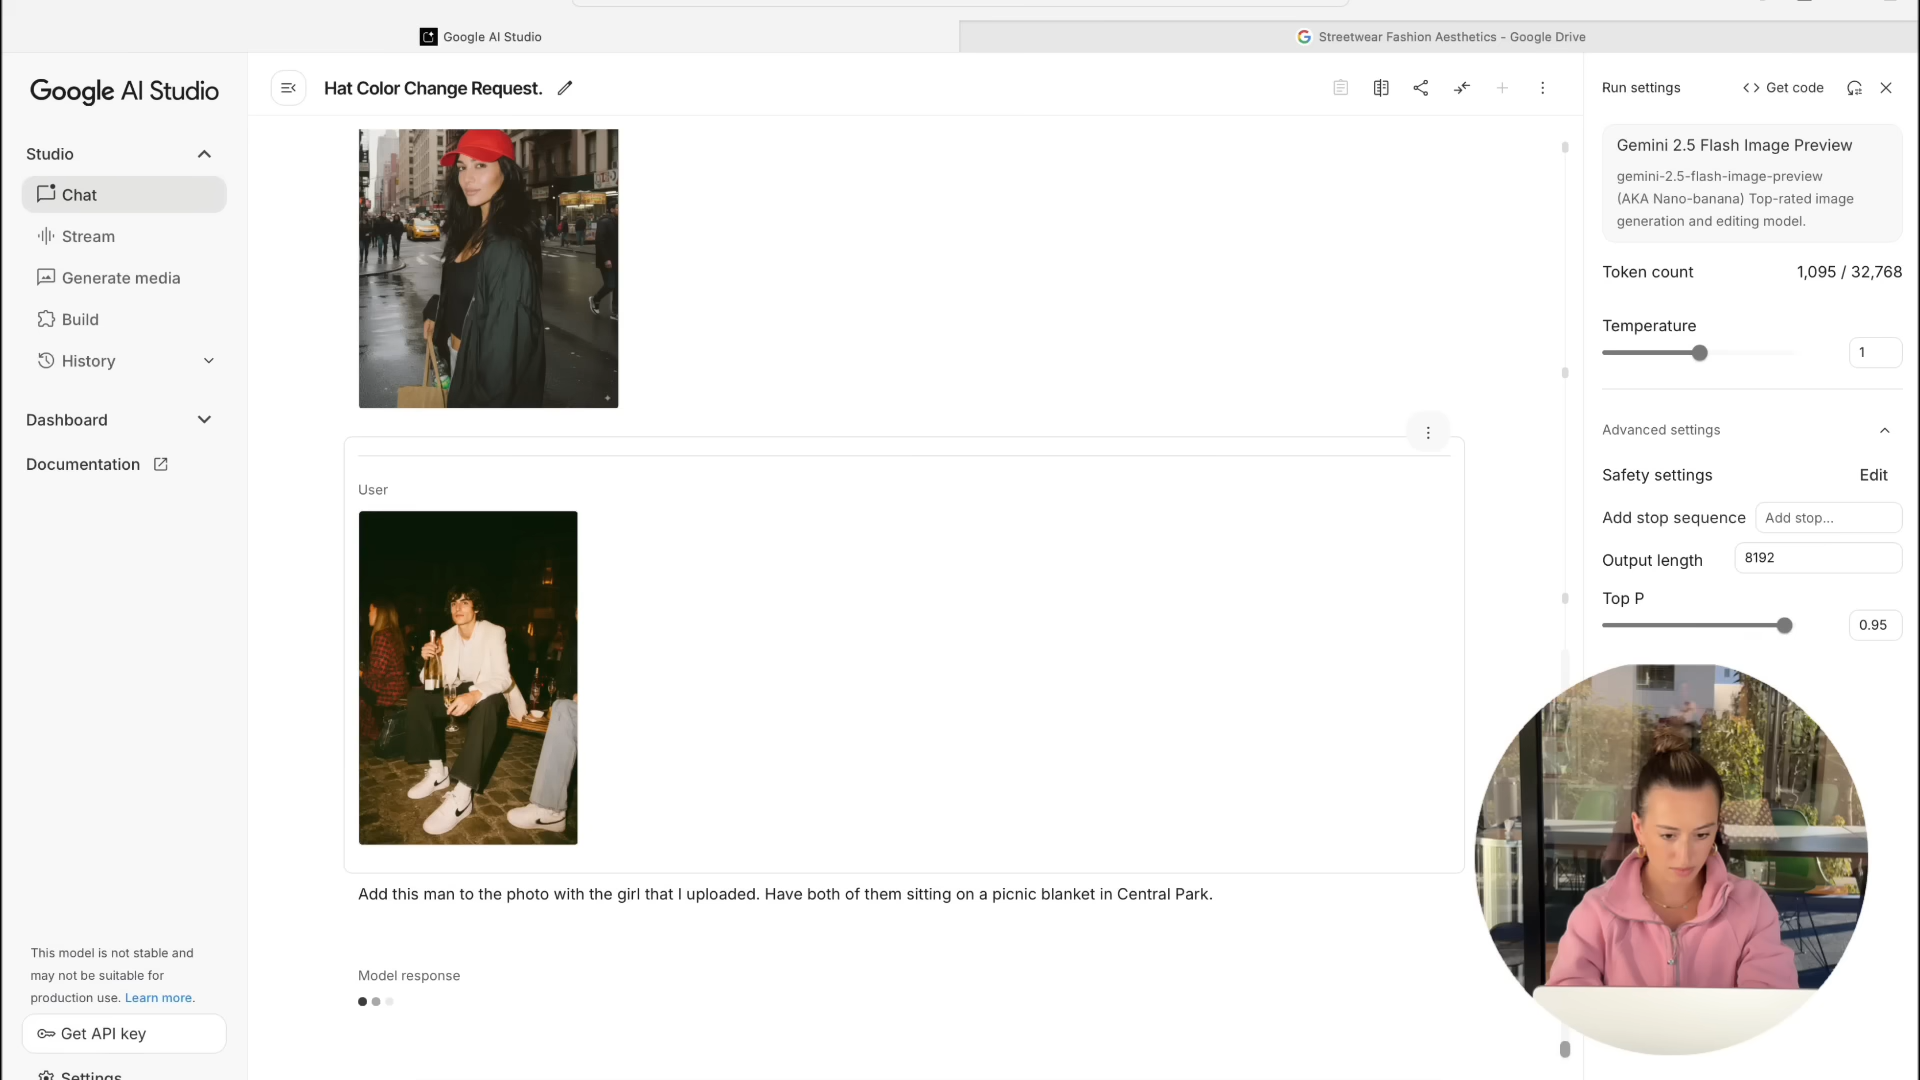 Google AI Studio
Streetwear Fashion Aesthetics - Google Drive
Google AI Studio
Studio
Chat
Stream
Generate media
Build
History
Dashboard
Documentation
This model is not stable and
may not be suitable for
production use. Learn more.
Get API key
Settings
Hat Color Change Request.
User
Add this man to the photo with the girl that I uploaded. Have both of them sitting on a picnic blanket in Central Park.
Model response
Run settings
Get code
Gemini 2.5 Flash Image Preview
gemini-2.5-flash-image-preview
(AKA Nano-banana) Top-rated image
generation and editing model.
Token count 1,095 / 32,768
Temperature
1
Advanced settings
Safety settings Edit
Add stop sequence Add stop...
Output length 8192
Top P
0.95